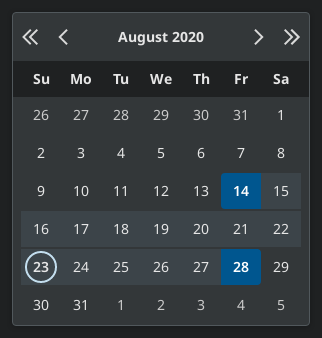 August 2020
Su Mo Tu We Th Fr Sa
26 27 28 29 30 31 1
2 3 4 5 6 7 8
9 10 11 12 13 14 15
16 17 18 19 20 21 22
23 24 25 26 27 28 29
30 31 1 2 3 4 5